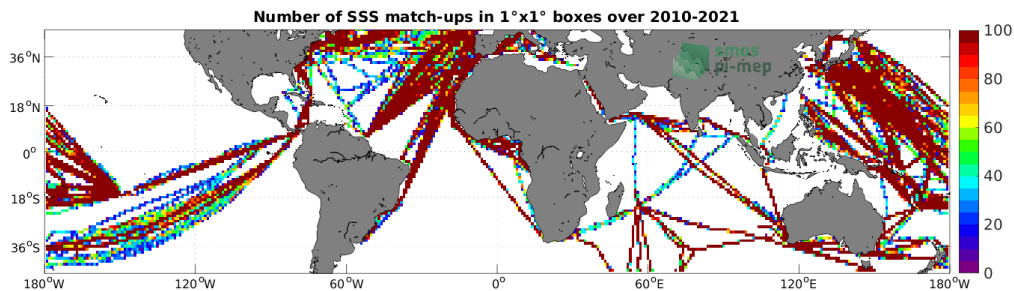 Number of SSS match-ups in 1°x1° boxes over 2010-2021
smos
pi-mep
36°N
18°N
0°
18°S
36°S
180°W
120°W
60°W
0°
60°E
120°E
180°W
100
80
60
40
20
0